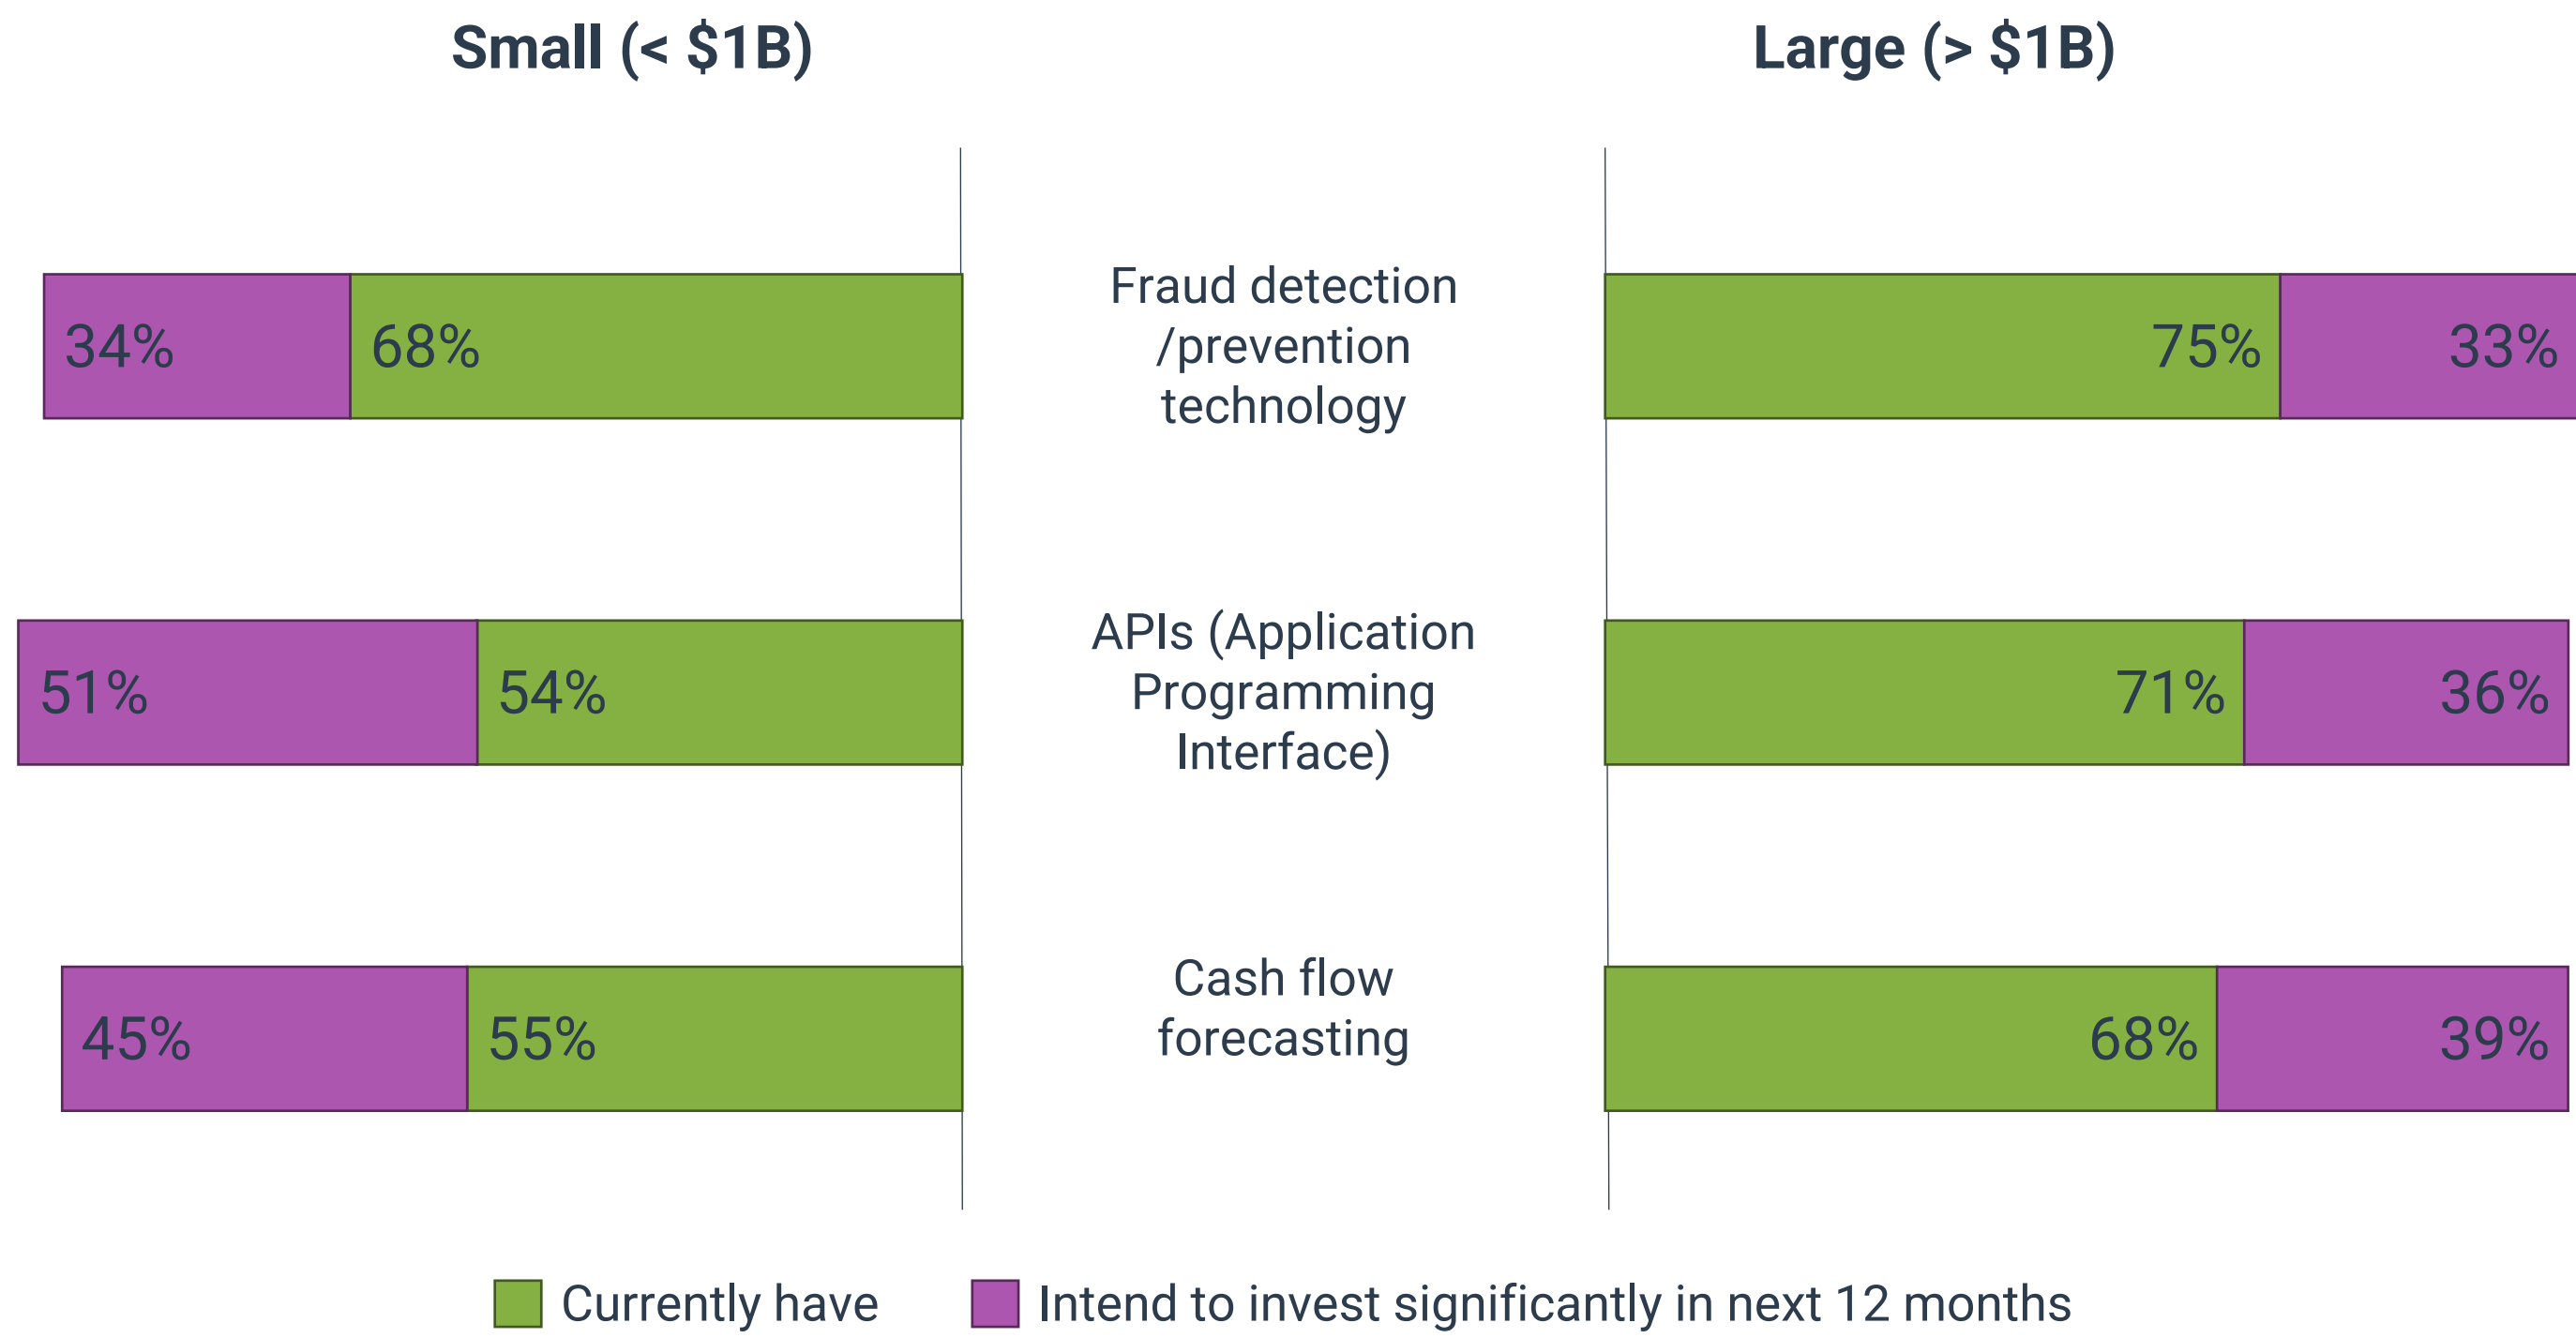 Small (< $1B)
Large (> $1B)
34%
68%
Fraud detection
/prevention
technology
75%
33%
51%
54%
APIs (Application
Programming
Interface)
71%
36%
45%
55%
Cash flow
forecasting
68%
39%
Currently have
Intend to invest significantly in next 12 months